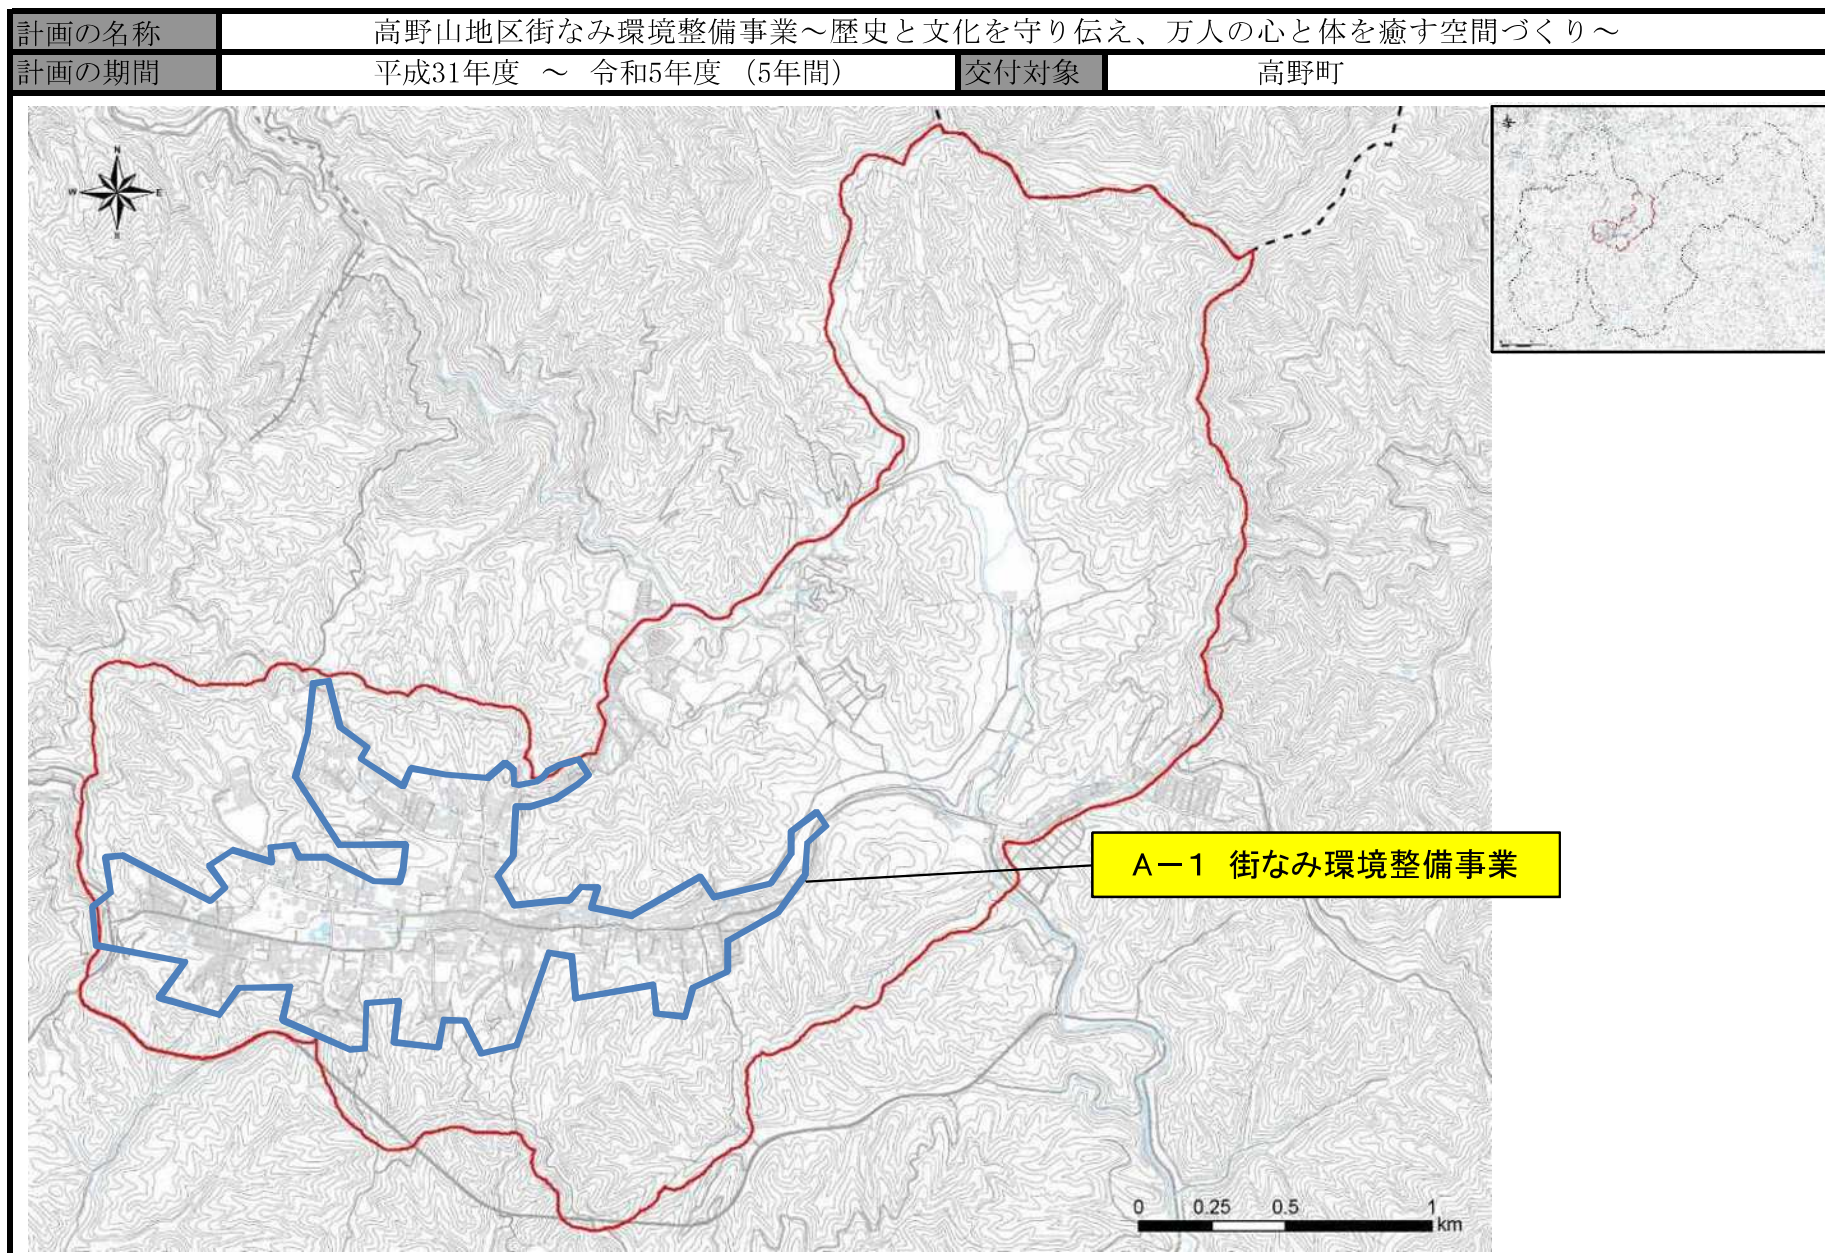 計画の名称 高野山地区街なみ環境整備事業～歴史と文化を守り伝え、万人の心と体を癒す空間づくり～
計画の期間 平成31年度 ～ 令和5年度 （5年間） 交付対象 高野町
N
W E
S
A－1 街なみ環境整備事業
0 0.25 0.5 1
km